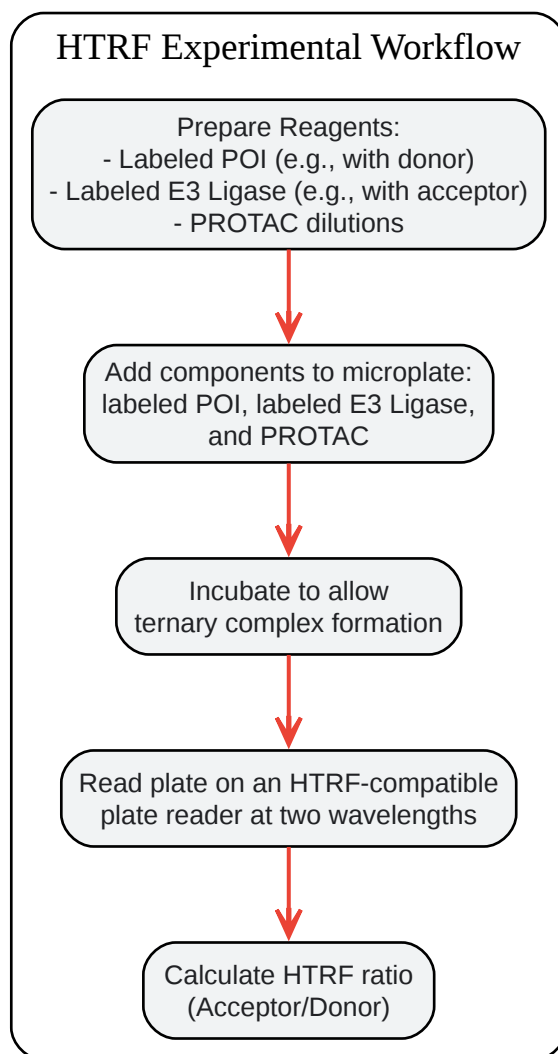 HTRF Experimental Workflow
Prepare Reagents:
- Labeled POI (e.g., with donor)
- Labeled E3 Ligase (e.g., with acceptor)
- PROTAC dilutions
Add components to microplate:
labeled POI, labeled E3 Ligase,
and PROTAC
Incubate to allow
ternary complex formation
Read plate on an HTRF-compatible
plate reader at two wavelengths
Calculate HTRF ratio
(Acceptor/Donor)